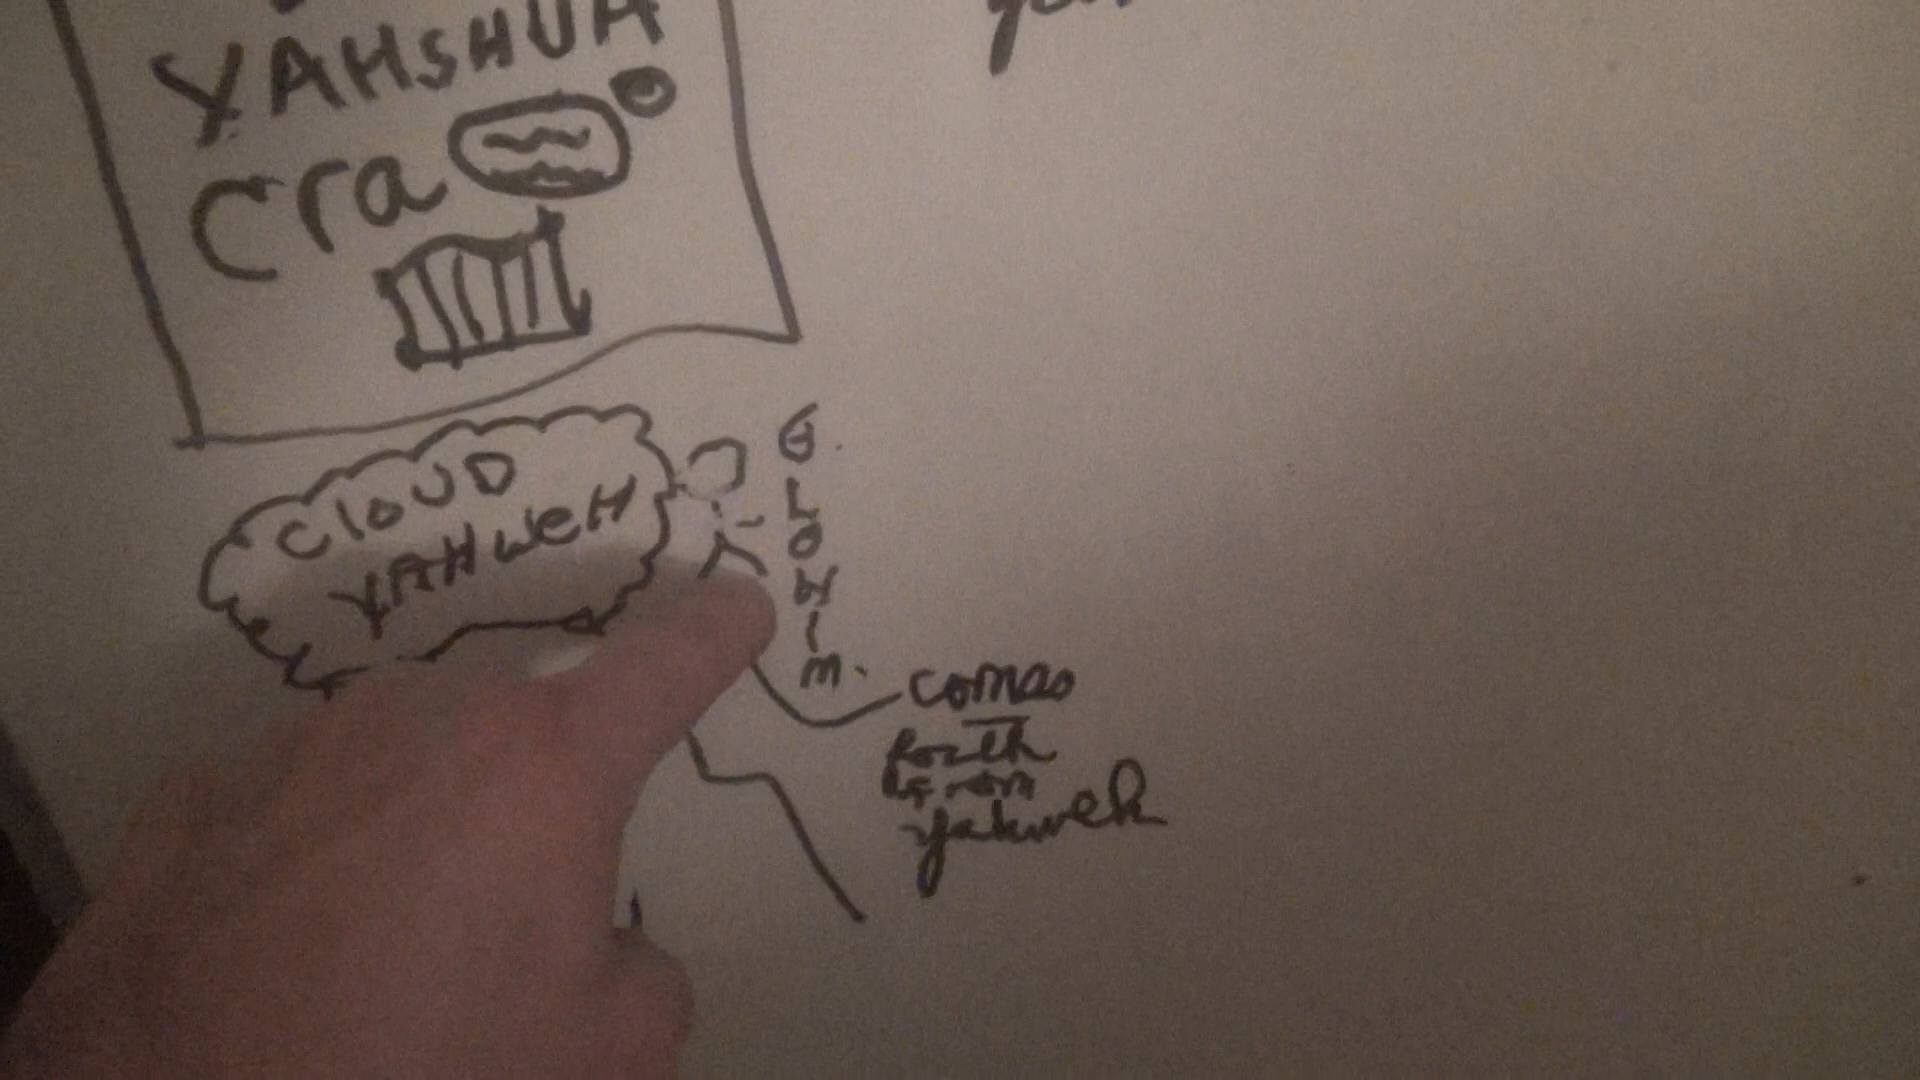 YAHSHUA
Cra
CloUD
YAHWeH
ELOHIM
comes
forth
from
Yahweh